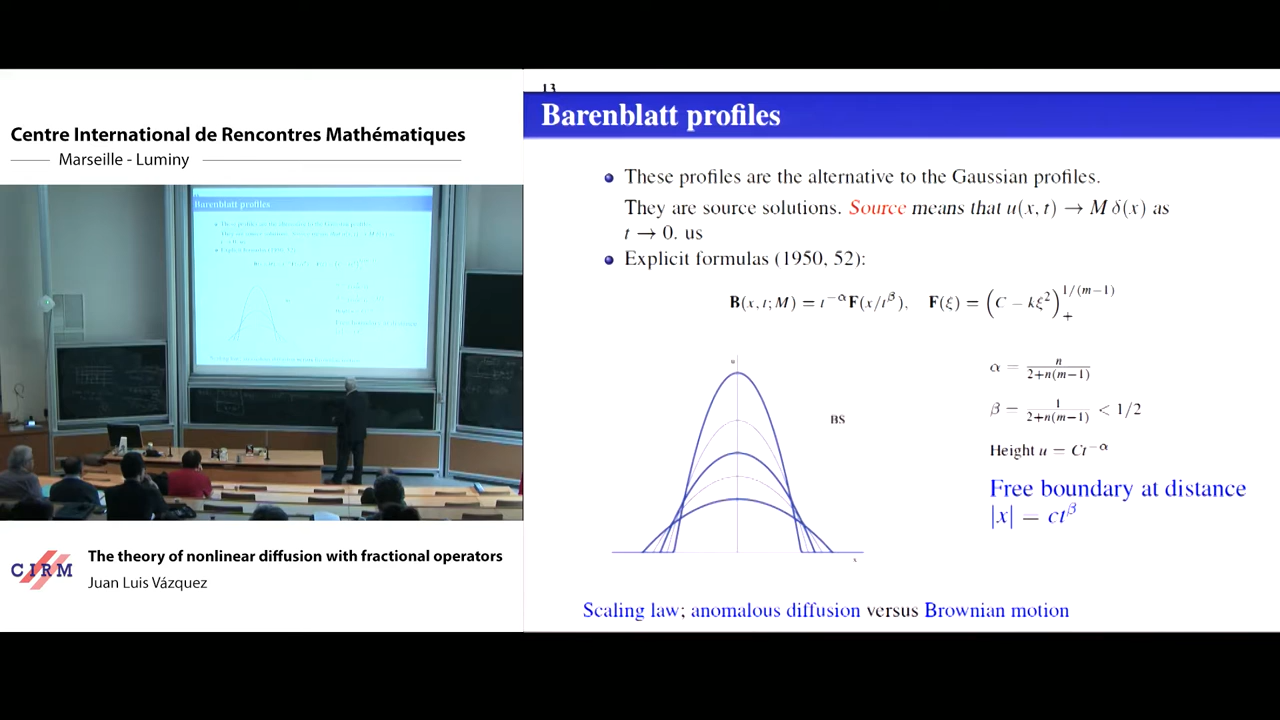 Centre International de Rencontres Mathématiques
Marseille - Luminy
Barenblatt profiles
CIRM
The theory of nonlinear diffusion with fractional operators
Juan Luis Vázquez
13
Barenblatt profiles
These profiles are the alternative to the Gaussian profiles.
They are source solutions. Source means that u(x, t) → M δ(x) as
t → 0. us
Explicit formulas (1950, 52):
B(x, t; M) = t^{−α}F(x/t^β), F(ξ) = (C − kξ²)_+^{1/(m−1)}
α = n/(2+n(m−1))
β = 1/(2+n(m−1)) < 1/2
Height u = Ct^{−α}
Free boundary at distance
|x| = ct^β
u
BS
x
Scaling law; anomalous diffusion versus Brownian motion